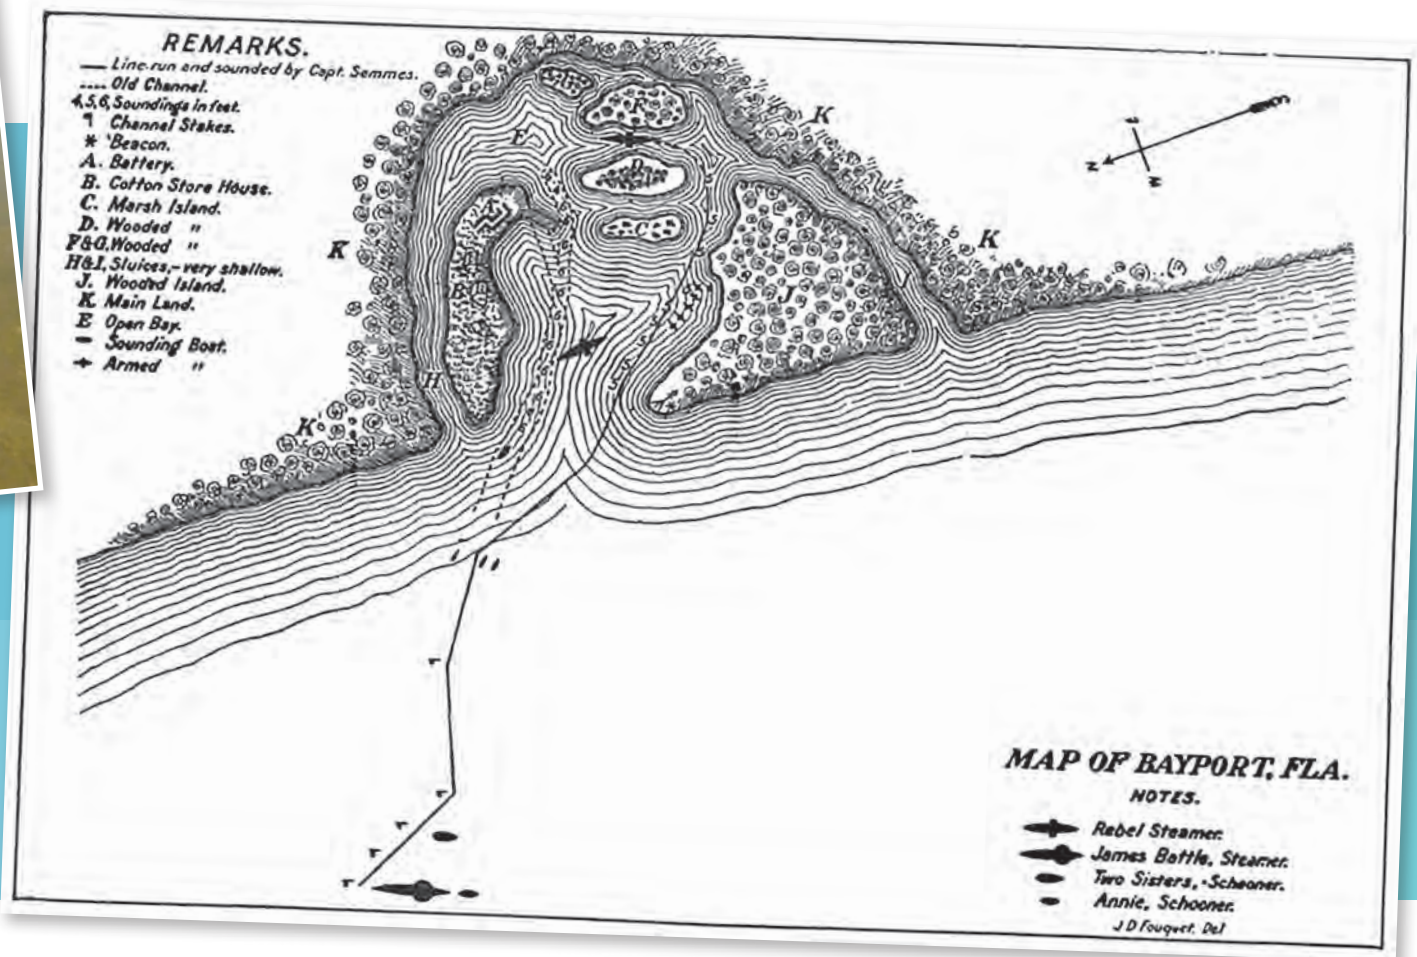 REMARKS.
Line run and sounded by Capt. Semmes.
Old Channel.
4,5,6, Soundings in feet.
Channel Stakes.
* Beacon.
A. Battery.
B. Cotton Store House.
C. Marsh Island.
D. Wooded "
F & G, Wooded "
H & I, Sluices, - very shallow.
J. Wooded Island.
K Main Land.
E Open Bay.
Sounding Boat.
Armed "
K
F
E
D
C
K
K
K
J
B
H
K
N
MAP OF BAYPORT, FLA.
NOTES.
Rebel Steamer.
James Battle, Steamer.
Two Sisters, - Schooner.
Annie, Schooner.
J D Fouquet. Del